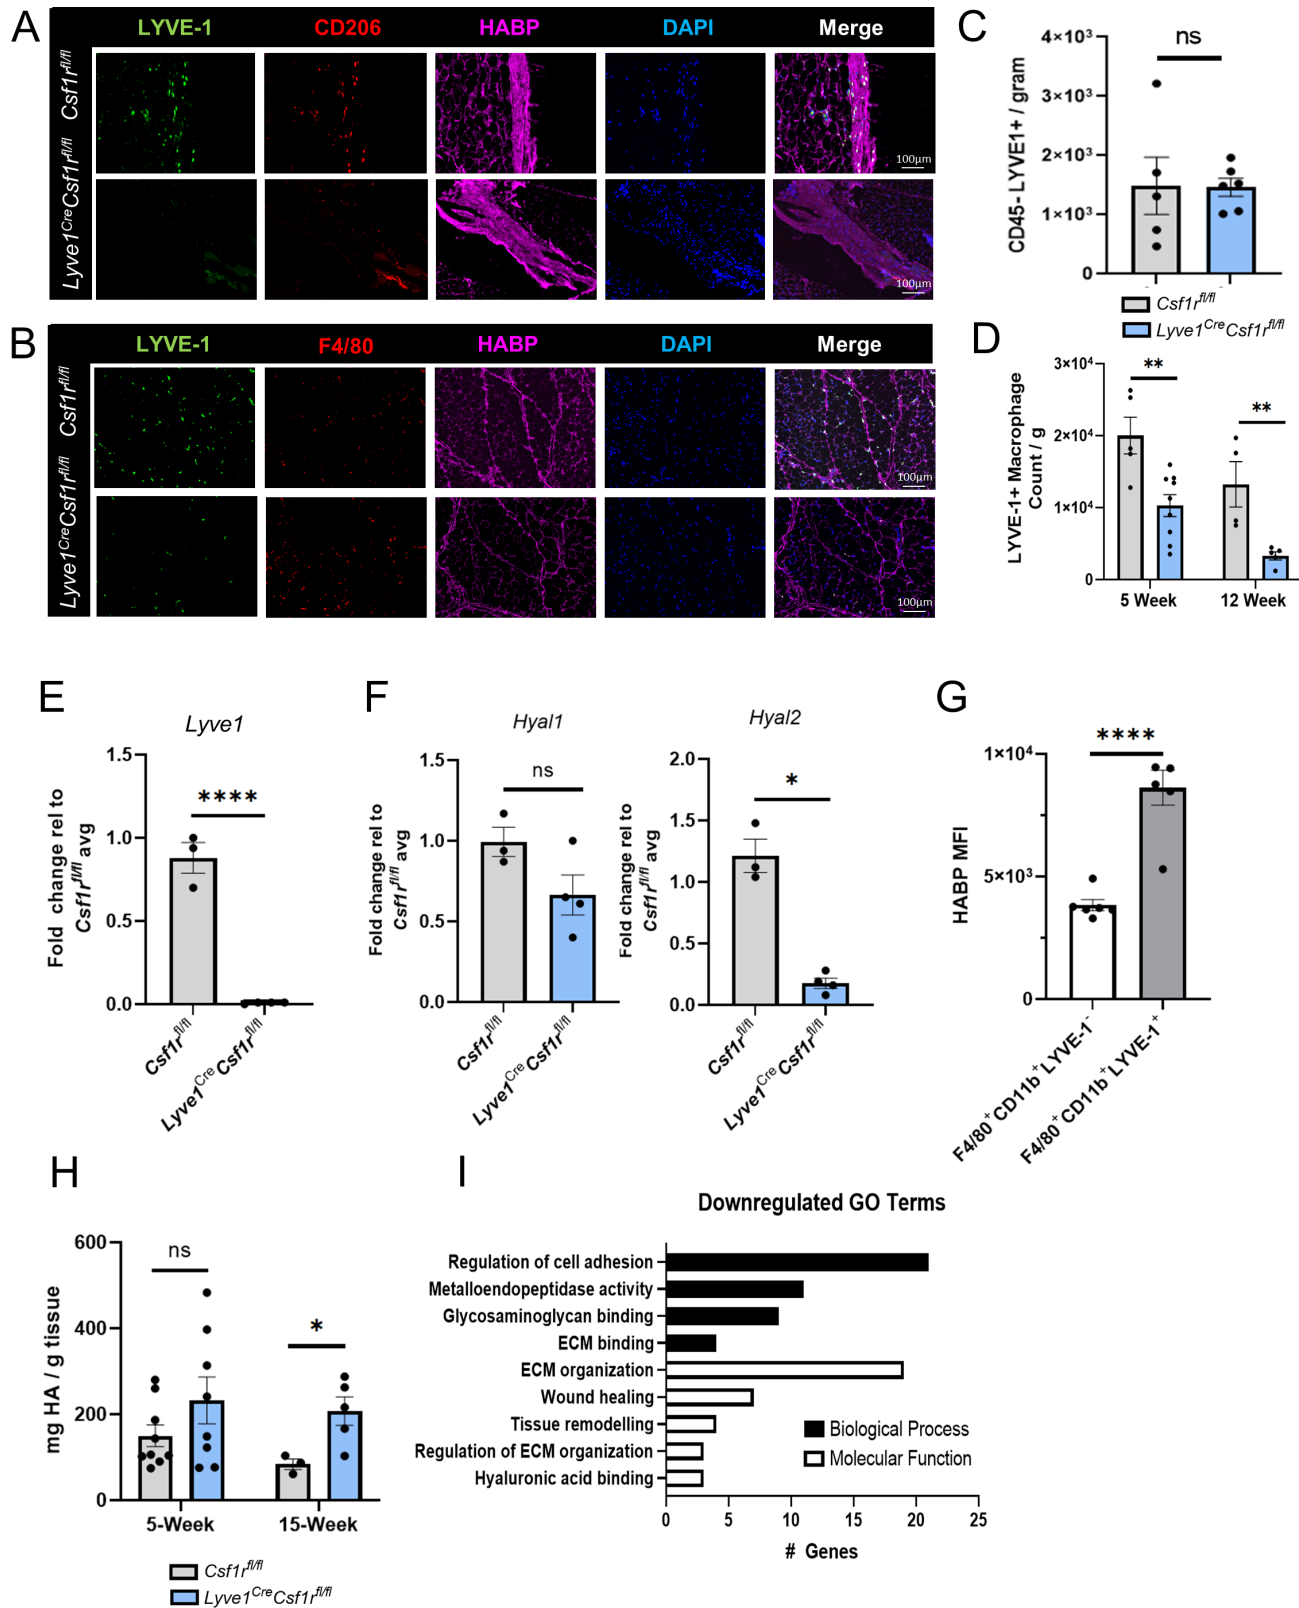 A
LYVE-1 CD206 HABP DAPI Merge
Csf1r^fl/fl
Lyve1^CreCsf1r^fl/fl
100μm
100μm
B
LYVE-1 F4/80 HABP DAPI Merge
Csf1r^fl/fl
Lyve1^CreCsf1r^fl/fl
100μm
100μm
C
CD45- LYVE1+ / gram
4×10³
3×10³
2×10³
1×10³
0
ns
Csf1r^fl/fl
Lyve1^CreCsf1r^fl/fl
D
LYVE-1+ Macrophage
Count / g
3×10⁴
2×10⁴
1×10⁴
0
**
**
5 Week 12 Week
E
Lyve1
Fold change rel to
Csf1r^fl/fl avg
1.5
1.0
0.5
0.0
****
Csf1r^fl/fl
Lyve1^Cre Csf1r^fl/fl
F
Hyal1
Fold change rel to
Csf1r^fl/fl avg
1.5
1.0
0.5
0.0
ns
Csf1r^fl/fl
Lyve1^Cre Csf1r^fl/fl
Hyal2
Fold change rel to
Csf1r^fl/fl avg
2.0
1.5
1.0
0.5
0.0
*
Csf1r^fl/fl
Lyve1^Cre Csf1r^fl/fl
G
HABP MFI
1×10⁴
5×10³
0
****
F4/80⁺CD11b⁺LYVE-1⁻
F4/80⁺CD11b⁺LYVE-1⁺
H
mg HA / g tissue
600
400
200
0
ns
*
5-Week 15-Week
Csf1r^fl/fl
Lyve1^CreCsf1r^fl/fl
I
Downregulated GO Terms
Regulation of cell adhesion
Metalloendopeptidase activity
Glycosaminoglycan binding
ECM binding
ECM organization
Wound healing
Tissue remodelling
Regulation of ECM organization
Hyaluronic acid binding
Biological Process
Molecular Function
0 5 10 15 20 25
# Genes